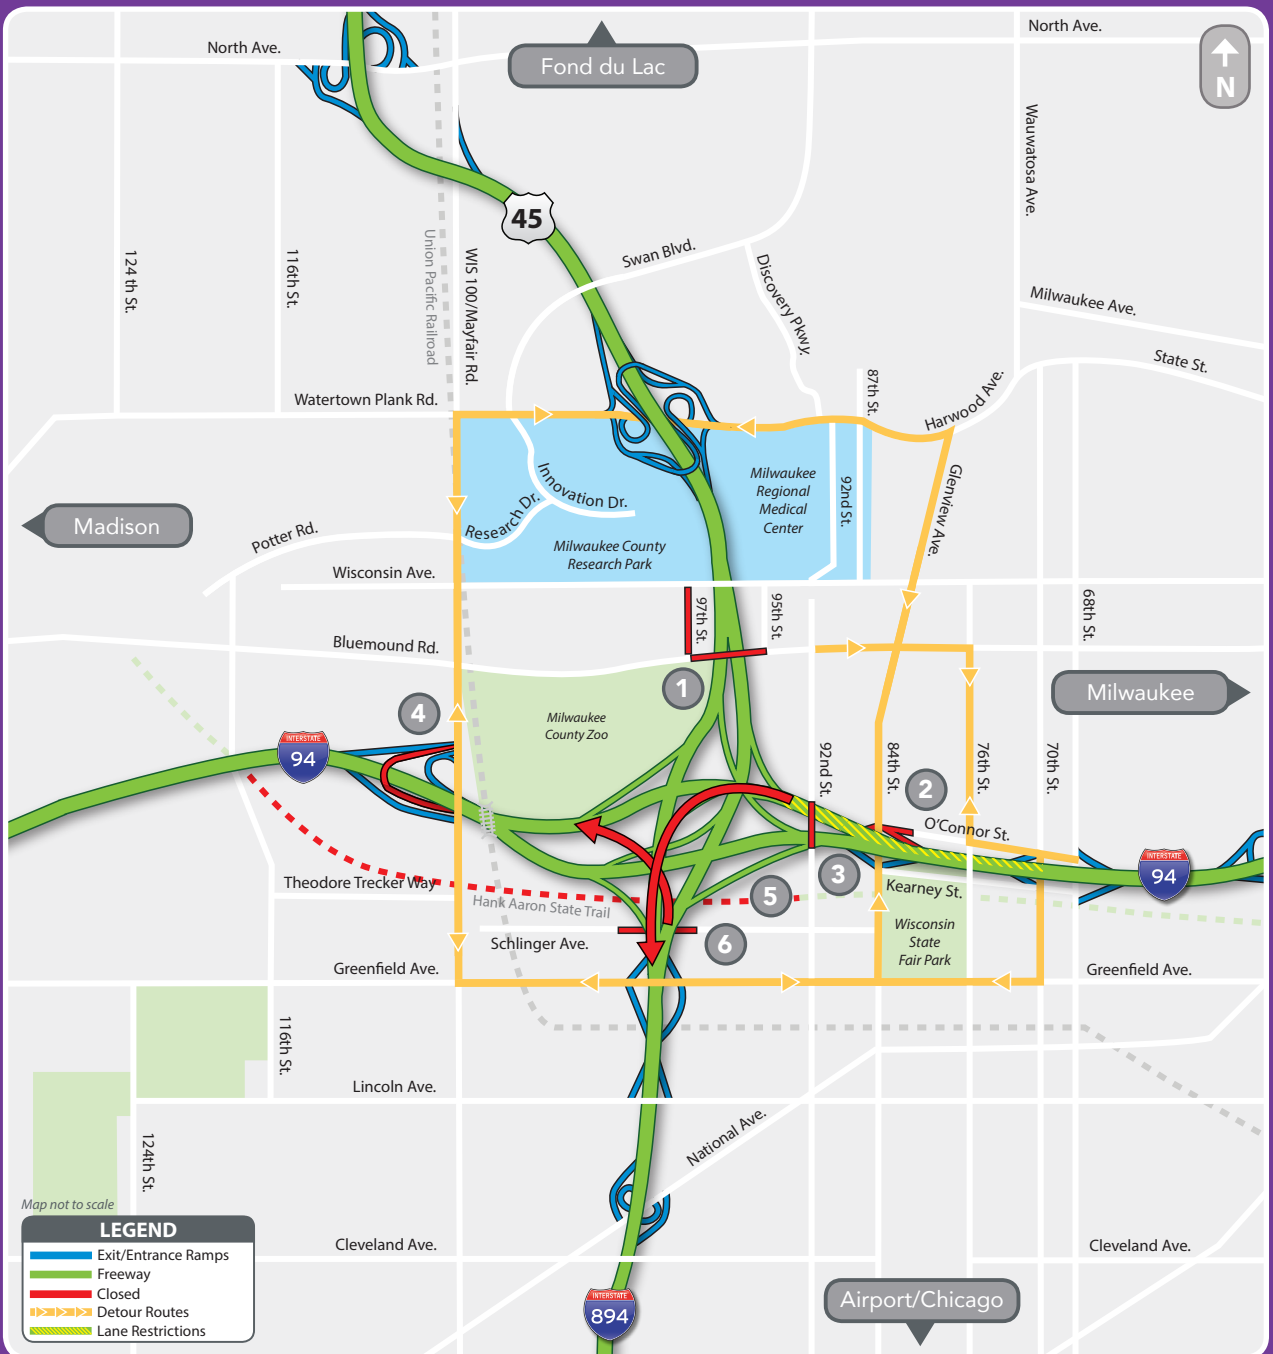 North Ave.
North Ave.
Fond du Lac
N
Wauwatosa Ave.
45
Swan Blvd.
Discovery Pkwy.
124 th St.
116th St.
Union Pacific Railroad
WIS 100/Mayfair Rd.
Milwaukee Ave.
State St.
87th St.
Harwood Ave.
Watertown Plank Rd.
Innovation Dr.
Research Dr.
Milwaukee
Regional
Medical
Center
92nd St.
Glenview Ave.
Madison
Potter Rd.
Milwaukee County
Research Park
Wisconsin Ave.
97th St.
95th St.
68th St.
Bluemound Rd.
1
Milwaukee
4
Milwaukee
County Zoo
INTERSTATE
94
92nd St.
84th St.
2
76th St.
70th St.
O'Connor St.
INTERSTATE
94
3
Theodore Trecker Way
Kearney St.
5
Hank Aaron State Trail
Wisconsin
State
Fair Park
Schlinger Ave.
6
Greenfield Ave.
Greenfield Ave.
116th St.
Lincoln Ave.
124th St.
National Ave.
Map not to scale
LEGEND
Exit/Entrance Ramps
Freeway
Closed
Detour Routes
Lane Restrictions
Cleveland Ave.
Cleveland Ave.
INTERSTATE
894
Airport/Chicago